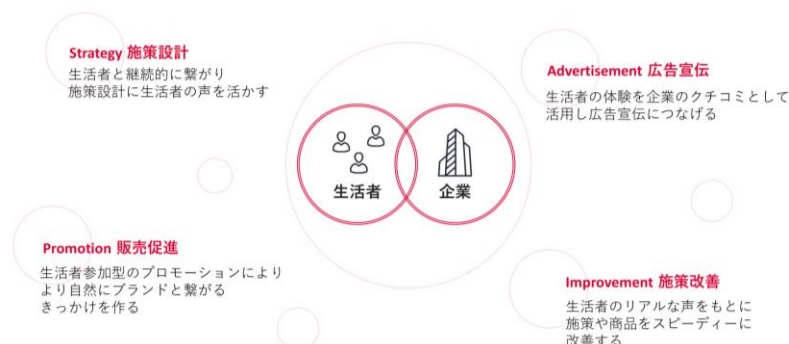 Strategy 施策設計
生活者と継続的に繋がり
施策設計に生活者の声を活かす
Advertisement 広告宣伝
生活者の体験を企業のクチコミとして
活用し広告宣伝につなげる
生活者
企業
Promotion 販売促進
生活者参加型のプロモーションにより
より自然にブランドと繋がる
きっかけを作る
Improvement 施策改善
生活者のリアルな声をもとに
施策や商品をスピーディーに
改善する